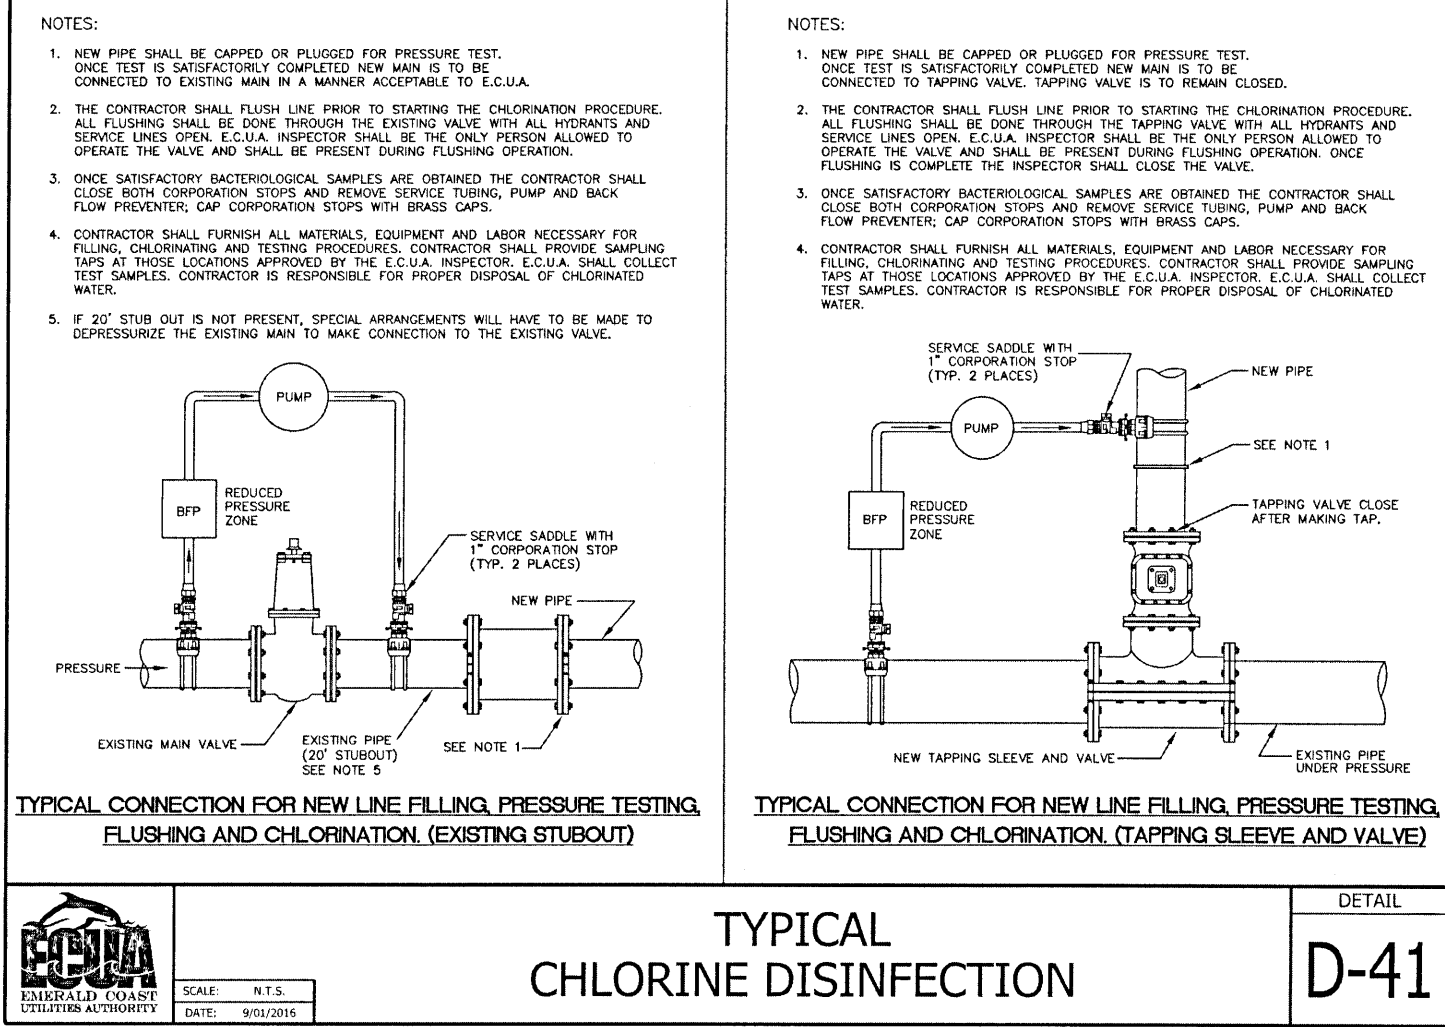 NOTES:
1. NEW PIPE SHALL BE CAPPED OR PLUGGED FOR PRESSURE TEST.
ONCE TEST IS SATISFACTORILY COMPLETED NEW MAIN IS TO BE
CONNECTED TO EXISTING MAIN IN A MANNER ACCEPTABLE TO E.C.U.A.
2. THE CONTRACTOR SHALL FLUSH LINE PRIOR TO STARTING THE CHLORINATION PROCEDURE.
ALL FLUSHING SHALL BE DONE THROUGH THE EXISTING VALVE WITH ALL HYDRANTS AND
SERVICE LINES OPEN. E.C.U.A. INSPECTOR SHALL BE THE ONLY PERSON ALLOWED TO
OPERATE THE VALVE AND SHALL BE PRESENT DURING FLUSHING OPERATION.
3. ONCE SATISFACTORY BACTERIOLOGICAL SAMPLES ARE OBTAINED THE CONTRACTOR SHALL
CLOSE BOTH CORPORATION STOPS AND REMOVE SERVICE TUBING, PUMP AND BACK
FLOW PREVENTER; CAP CORPORATION STOPS WITH BRASS CAPS.
4. CONTRACTOR SHALL FURNISH ALL MATERIALS, EQUIPMENT AND LABOR NECESSARY FOR
FILLING, CHLORINATING AND TESTING PROCEDURES. CONTRACTOR SHALL PROVIDE SAMPLING
TAPS AT THOSE LOCATIONS APPROVED BY THE E.C.U.A. INSPECTOR. E.C.U.A. SHALL COLLECT
TEST SAMPLES. CONTRACTOR IS RESPONSIBLE FOR PROPER DISPOSAL OF CHLORINATED
WATER.
5. IF 20' STUB OUT IS NOT PRESENT, SPECIAL ARRANGEMENTS WILL HAVE TO BE MADE TO
DEPRESSURIZE THE EXISTING MAIN TO MAKE CONNECTION TO THE EXISTING VALVE.
PUMP
BFP
REDUCED
PRESSURE
ZONE
SERVICE SADDLE WITH
1" CORPORATION STOP
(TYP. 2 PLACES)
NEW PIPE
PRESSURE
EXISTING MAIN VALVE
EXISTING PIPE
(20' STUBOUT)
SEE NOTE 5
SEE NOTE 1
TYPICAL CONNECTION FOR NEW LINE FILLING, PRESSURE TESTING,
FLUSHING AND CHLORINATION. (EXISTING STUBOUT)
NOTES:
1. NEW PIPE SHALL BE CAPPED OR PLUGGED FOR PRESSURE TEST.
ONCE TEST IS SATISFACTORILY COMPLETED NEW MAIN IS TO BE
CONNECTED TO TAPPING VALVE. TAPPING VALVE IS TO REMAIN CLOSED.
2. THE CONTRACTOR SHALL FLUSH LINE PRIOR TO STARTING THE CHLORINATION PROCEDURE.
ALL FLUSHING SHALL BE DONE THROUGH THE TAPPING VALVE WITH ALL HYDRANTS AND
SERVICE LINES OPEN. E.C.U.A. INSPECTOR SHALL BE THE ONLY PERSON ALLOWED TO
OPERATE THE VALVE AND SHALL BE PRESENT DURING FLUSHING OPERATION. ONCE
FLUSHING IS COMPLETE THE INSPECTOR SHALL CLOSE THE VALVE.
3. ONCE SATISFACTORY BACTERIOLOGICAL SAMPLES ARE OBTAINED THE CONTRACTOR SHALL
CLOSE BOTH CORPORATION STOPS AND REMOVE SERVICE TUBING, PUMP AND BACK
FLOW PREVENTER; CAP CORPORATION STOPS WITH BRASS CAPS.
4. CONTRACTOR SHALL FURNISH ALL MATERIALS, EQUIPMENT AND LABOR NECESSARY FOR
FILLING, CHLORINATING AND TESTING PROCEDURES. CONTRACTOR SHALL PROVIDE SAMPLING
TAPS AT THOSE LOCATIONS APPROVED BY THE E.C.U.A. INSPECTOR. E.C.U.A. SHALL COLLECT
TEST SAMPLES. CONTRACTOR IS RESPONSIBLE FOR PROPER DISPOSAL OF CHLORINATED
WATER.
SERVICE SADDLE WITH
1" CORPORATION STOP
(TYP. 2 PLACES)
NEW PIPE
PUMP
SEE NOTE 1
BFP
REDUCED
PRESSURE
ZONE
TAPPING VALVE CLOSE
AFTER MAKING TAP.
NEW TAPPING SLEEVE AND VALVE
EXISTING PIPE
UNDER PRESSURE
TYPICAL CONNECTION FOR NEW LINE FILLING, PRESSURE TESTING,
FLUSHING AND CHLORINATION. (TAPPING SLEEVE AND VALVE)
ECUA
EMERALD COAST
UTILITIES AUTHORITY
SCALE: N.T.S.
DATE: 9/01/2016
TYPICAL
CHLORINE DISINFECTION
DETAIL
D-41